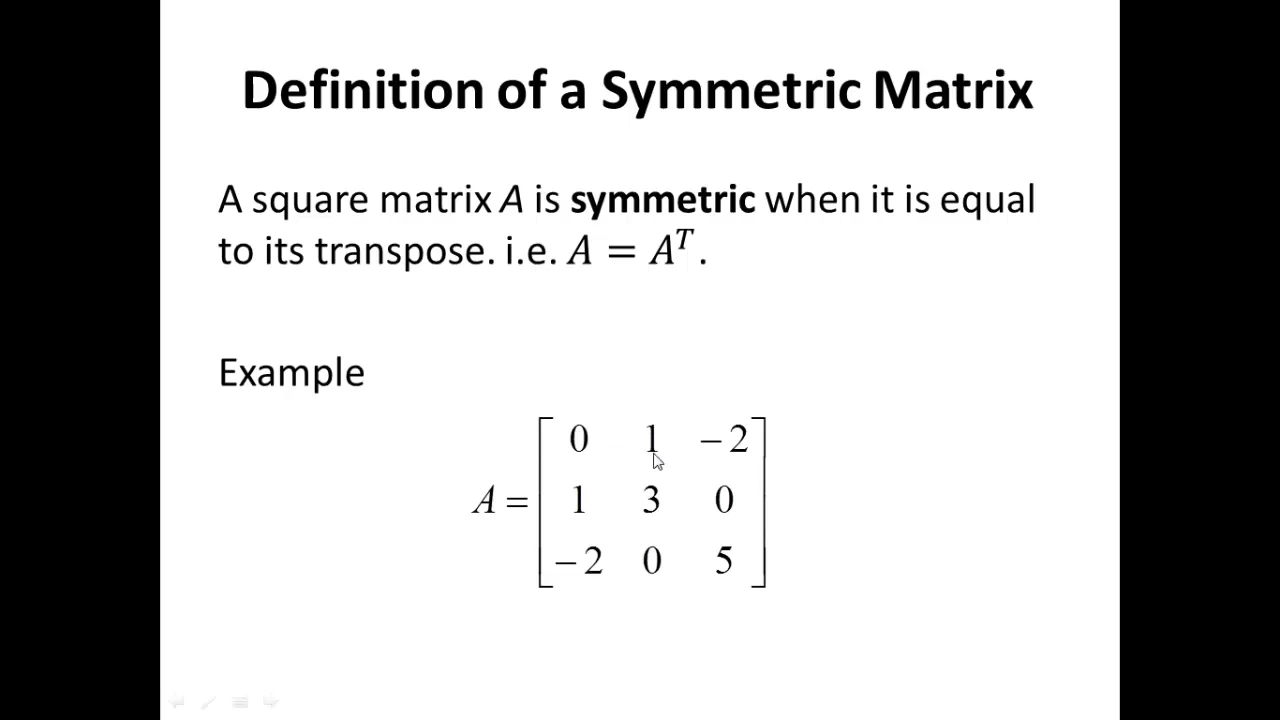 Definition of a Symmetric Matrix
A square matrix A is symmetric when it is equal
to its transpose. i.e. A = Aᵀ.
Example
0 1 −2
A = 1 3 0
−2 0 5